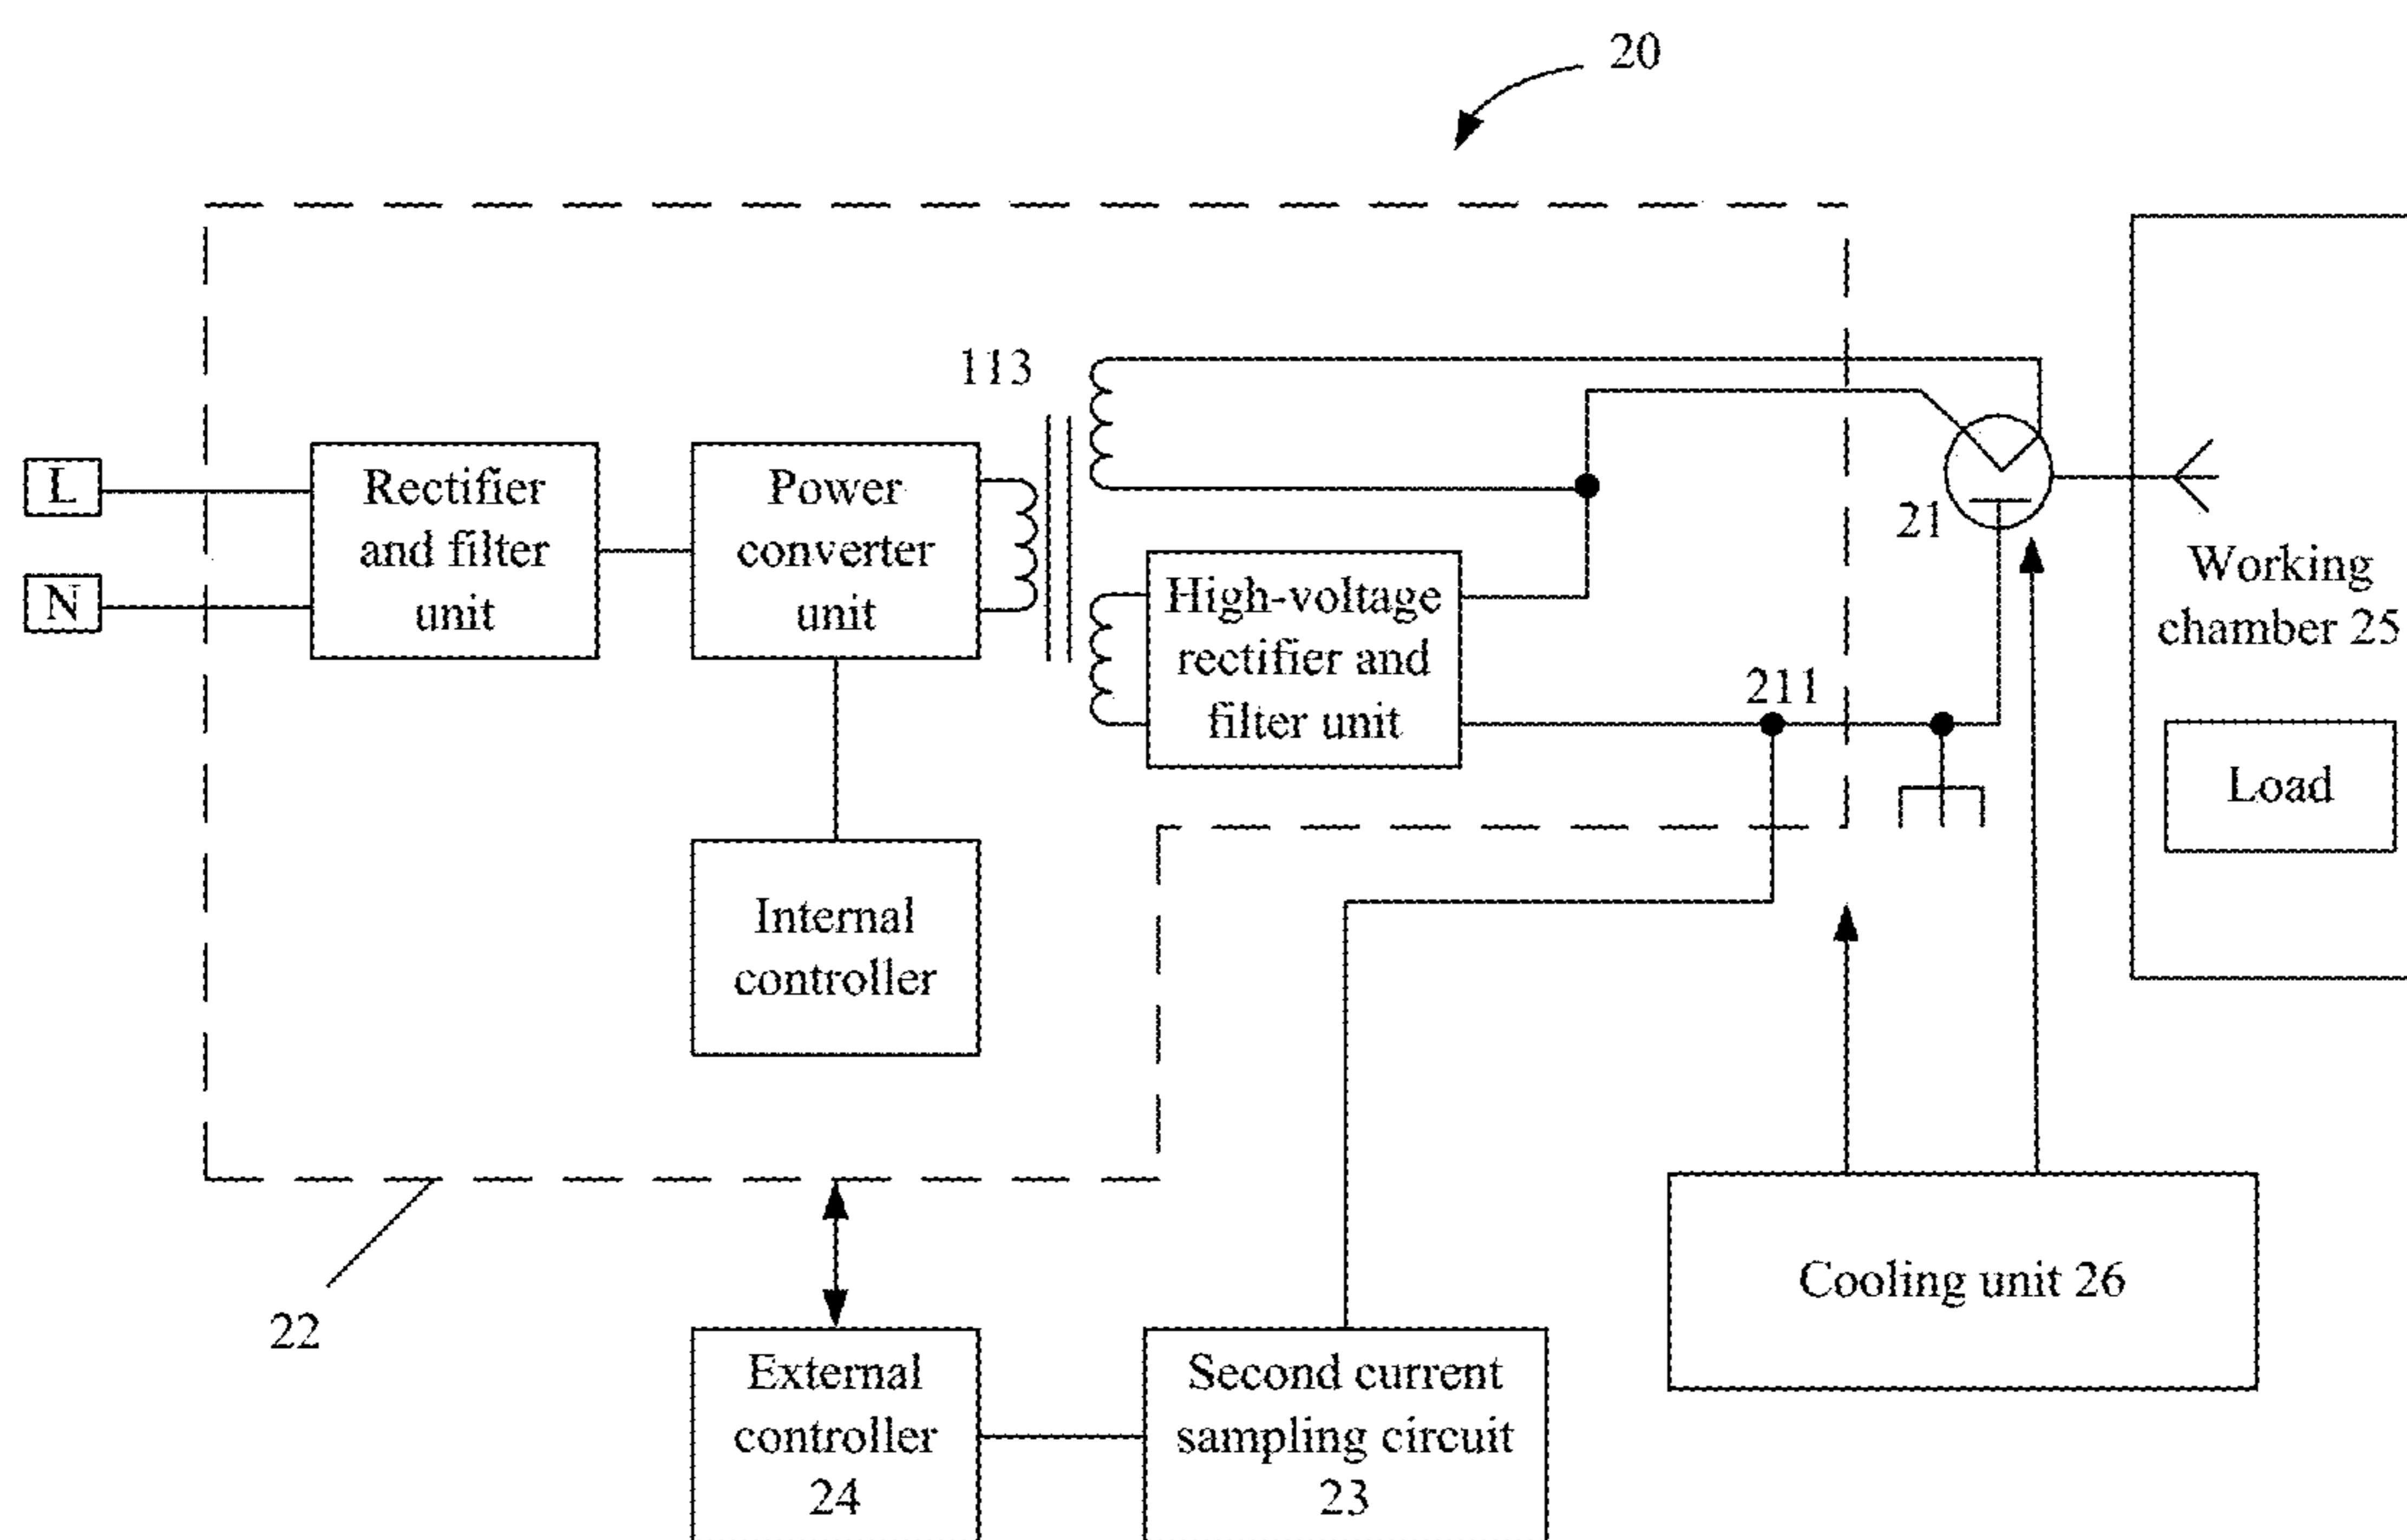 20
113
L
N
Rectifier
and filter
unit
Power
converter
unit
High-voltage
rectifier and
filter unit
21
211
Working
chamber 25
Load
Internal
controller
22
External
controller
24
Second current
sampling circuit
23
Cooling unit 26